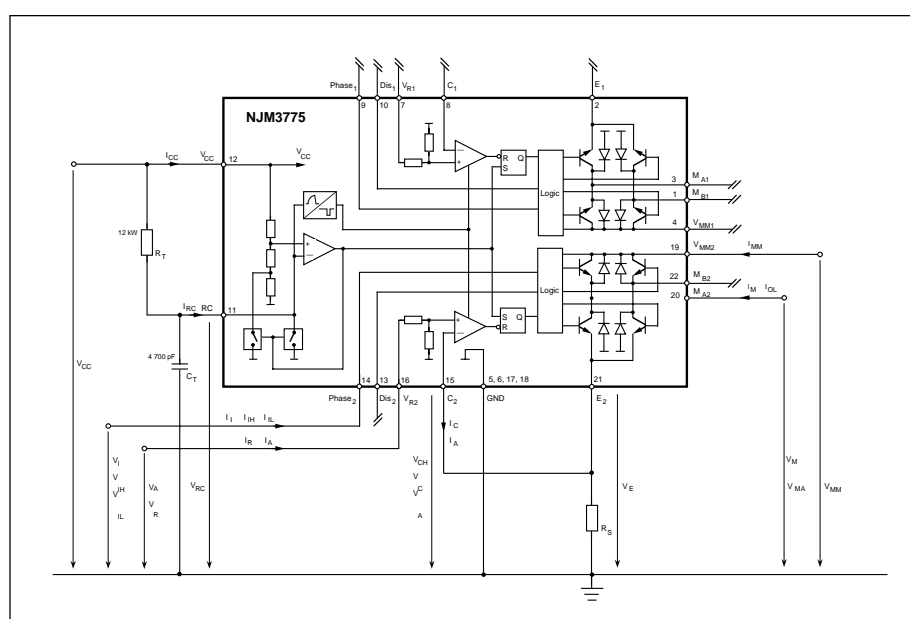 Phase1 Dis1 VR1 C1 E1
9 10 7 8 2
NJM3775
ICC VCC 12 VCC
R Q
S
Logic
3 MA1
1 MB1
4 VMM1
12 kW RT
+
–
–
+
19 VMM2 IMM
22 MB2
20 MA2 IM IOL
Logic
IRC RC 11
S Q
R
+
–
4 700 pF
CT
VCC
14 13 16 15 5, 6, 17, 18 21
Phase2 Dis2 VR2 C2 GND E2
II IIH IIL
IR IA
IC
IA
VI
V
VIH
IL
VA
V
R
VRC
VCH
V
VC
A
VE
RS
VM
VMA
VMM